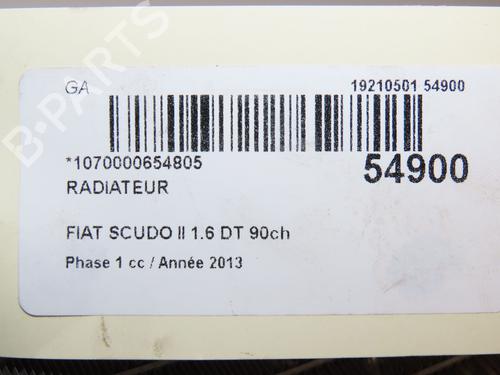 GA
19210501 54900
*1070000654805
54900
RADIATEUR
FIAT SCUDO II 1.6 DT 90ch
Phase 1 cc / Année 2013
B-PARTS